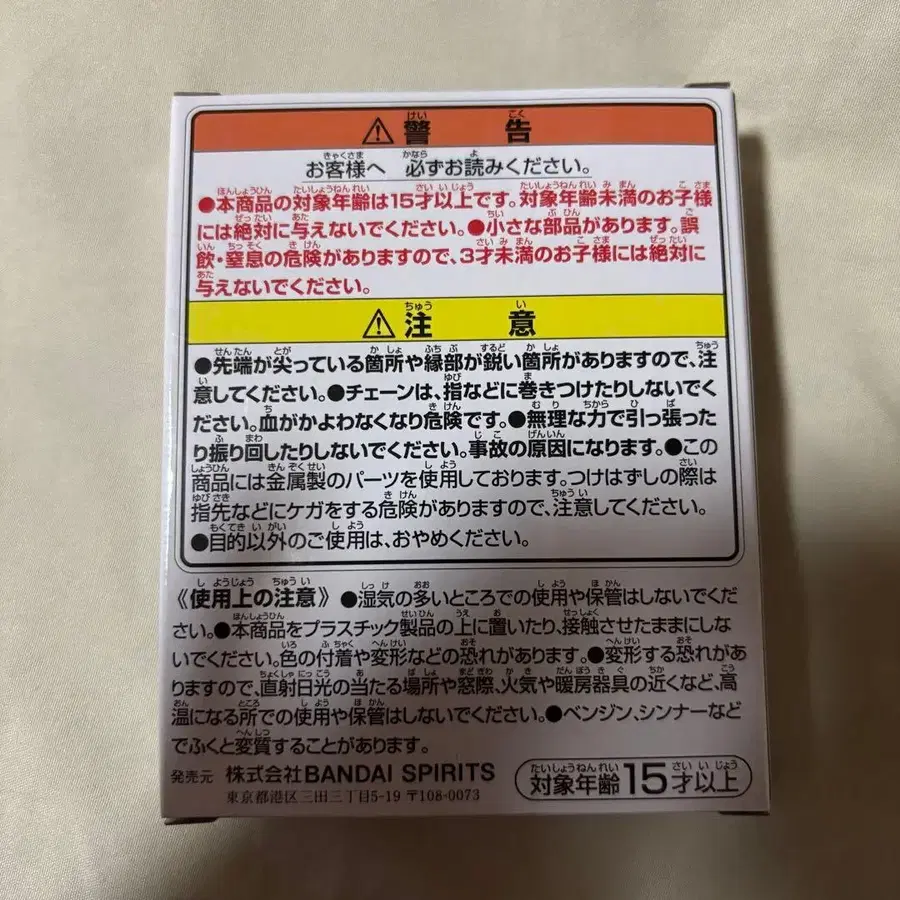 ⚠警告
お客様へ 必ずお読みください。
●本商品の対象年齢は15才以上です。対象年齢未満のお子様
には絶対に与えないでください。●小さな部品があります。誤
飲・窒息の危険がありますので、3才未満のお子様には絶対に
与えないでください。
⚠注意
●先端が尖っている箇所や縁部が鋭い箇所がありますので、注
意してください。●チェーンは、指などに巻きつけたりしないでく
ださい。血がかよわなくなり危険です。●無理な力で引っ張った
り振り回したりしないでください。事故の原因になります。●この
商品には金属製のパーツを使用しております。つけはずしの際は
指先などにケガをする危険がありますので、注意してください。
●目的以外のご使用は、おやめください。
《使用上の注意》●湿気の多いところでの使用や保管はしないでくだ
さい。●本商品をプラスチック製品の上に置いたり、接触させたままにしな
いでください。色の付着や変形などの恐れがあります。●変形する恐れがあ
りますので、直射日光の当たる場所や窓際、火気や暖房器具の近くなど、高
温になる所での使用や保管はしないでください。●ベンジン、シンナーなど
でふくと変質することがあります。
発売元 株式会社BANDAI SPIRITS
東京都港区三田三丁目5-19 〒108-0073
対象年齢15才以上